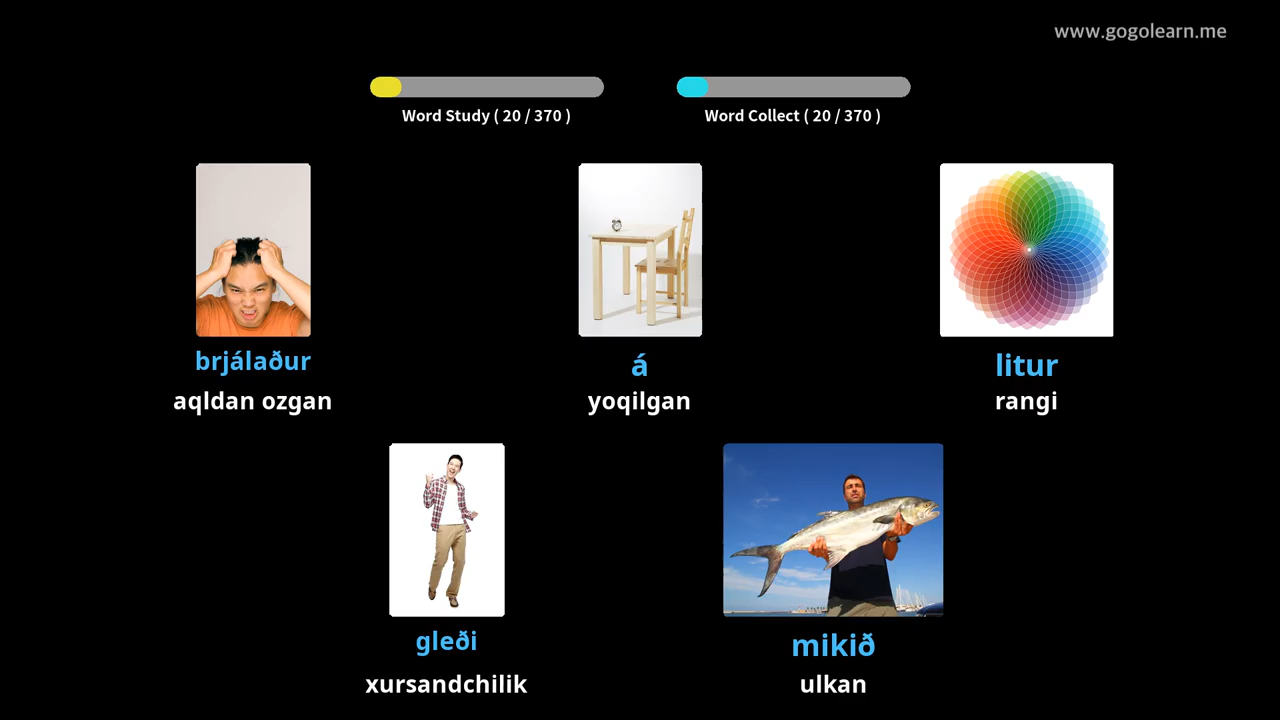 www.gogolearn.me
Word Study ( 20 / 370 )
Word Collect ( 20 / 370 )
brjálaður
aqldan ozgan
á
yoqilgan
litur
rangi
gleði
xursandchilik
mikið
ulkan